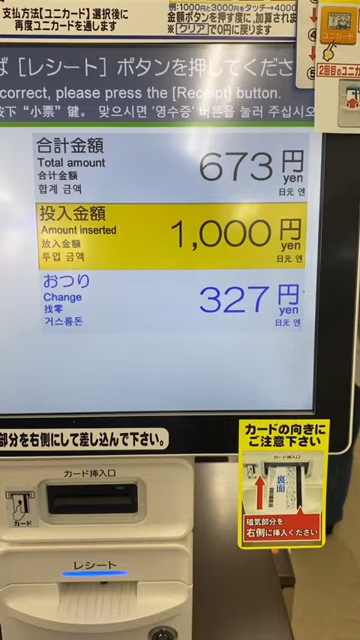 支払方法【ユニカード】選択後に
再度ユニカードを通します
例:1000円と3000円をタッチ→4000
金額ボタンを押す度に、加算されま
※クリアで0円に戻ります
ユニカード
2回目のユニカ
ば［レシート］ボタンを押してくださ
correct, please press the [Receipt] button.
按下 "小票" 键。 맞으시면 '영수증' 버튼을 눌러 주십시오
合計金額
Total amount
合计金额
합계 금액
673 円
yen
日元 엔
投入金額
Amount inserted
放入金额
투입 금액
1,000 円
yen
日元 엔
おつり
Change
找零
거스름돈
327 円
yen
日元 엔
部分を右側にして差し込んで下さい。
カードの向きに
ご注意下さい
カード挿入口
裏面
磁気部分を
右側に挿入ください
カード挿入口
カード
レシート